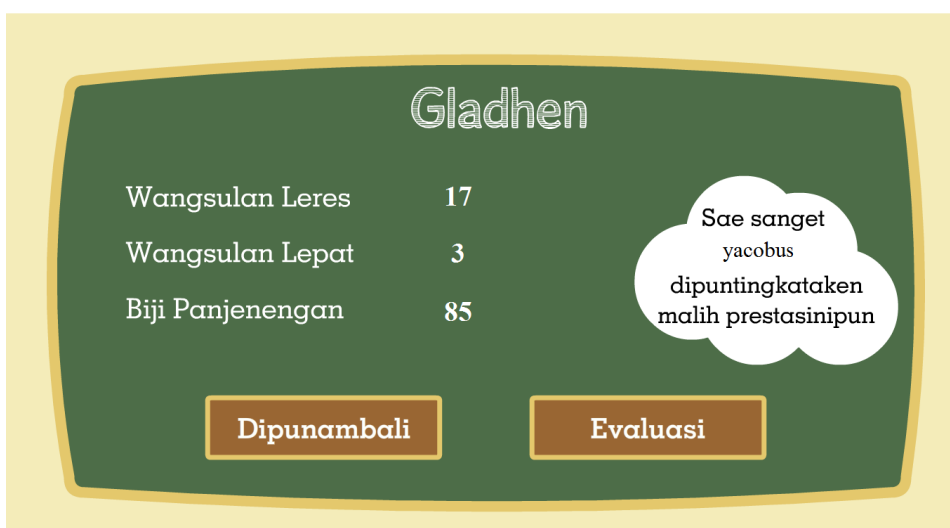 Gladhen
Wangsulan Leres 17
Wangsulan Lepat 3
Biji Panjenengan 85
Sae sanget
yacobus
dipuntingkataken
malih prestasinipun
Dipunambali
Evaluasi